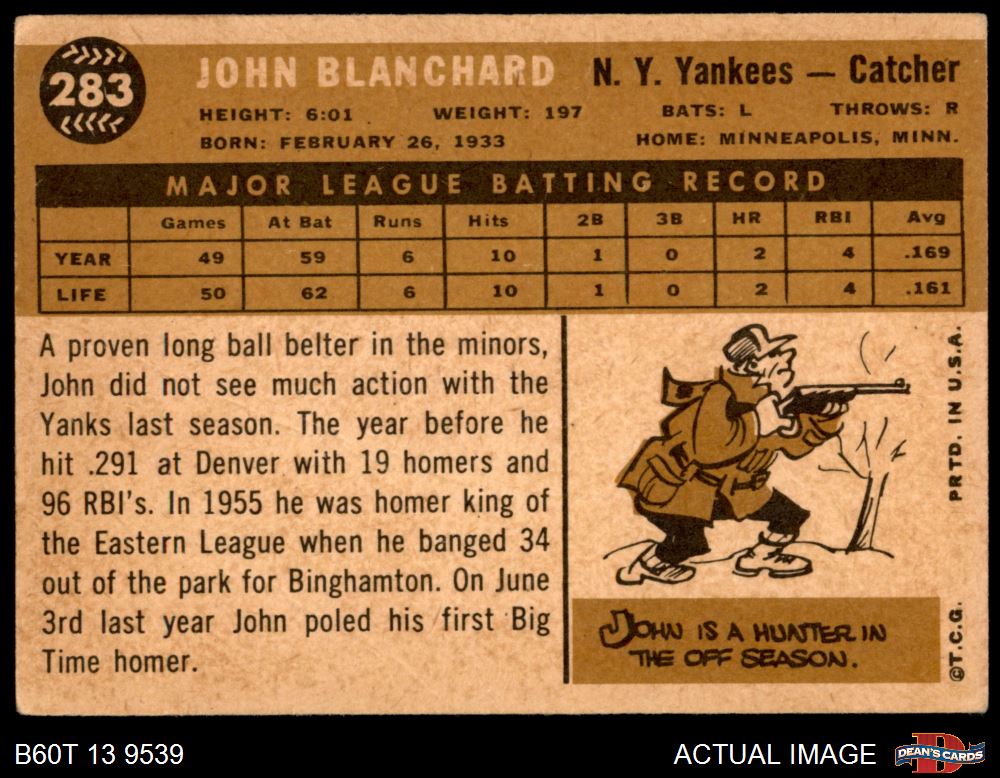 283
JOHN BLANCHARD N. Y. Yankees — Catcher
HEIGHT: 6:01 WEIGHT: 197 BATS: L THROWS: R
BORN: FEBRUARY 26, 1933 HOME: MINNEAPOLIS, MINN.
MAJOR LEAGUE BATTING RECORD
Games At Bat Runs Hits 2B 3B HR RBI Avg
YEAR 49 59 6 10 1 0 2 4 .169
LIFE 50 62 6 10 1 0 2 4 .161
A proven long ball belter in the minors,
John did not see much action with the
Yanks last season. The year before he
hit .291 at Denver with 19 homers and
96 RBI's. In 1955 he was homer king of
the Eastern League when he banged 34
out of the park for Binghamton. On June
3rd last year John poled his first Big
Time homer.
JOHN IS A HUNTER IN
THE OFF SEASON.
©T.C.G. PRTD. IN U.S.A.
B60T 13 9539 ACTUAL IMAGE DEAN'S CARDS